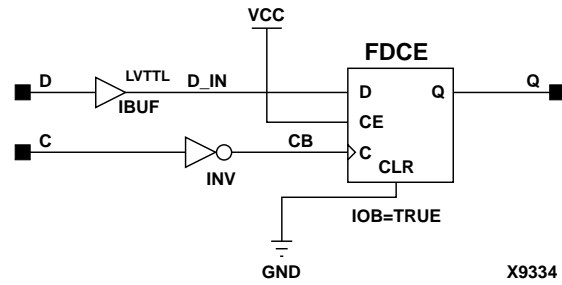 VCC
FDCE
D
LVTTL
D_IN
IBUF
D
Q
Q
CE
C
INV
CB
C
CLR
IOB=TRUE
GND
X9334